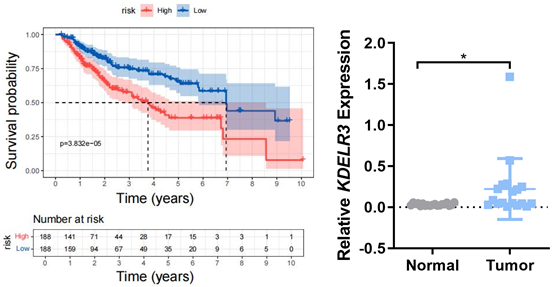 risk High Low
Survival probability
1.00
0.75
0.50
0.25
0.00
p=3.832e-05
0 1 2 3 4 5 6 7 8 9 10
Time (years)
Number at risk
risk
High 188 141 71 44 28 17 15 3 3 1 1
Low 188 159 94 67 49 35 20 9 6 5 0
0 1 2 3 4 5 6 7 8 9 10
Time (years)
Relative KDELR3 Expression
2.0
1.5
1.0
0.5
0.0
-0.5
*
Normal Tumor